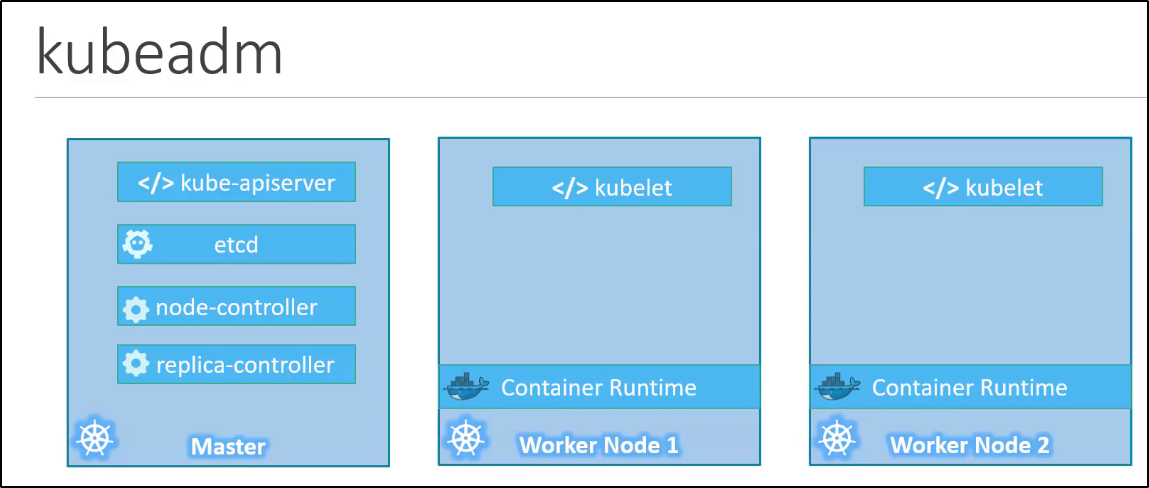 kubeadm
</> kube-apiserver
etcd
node-controller
replica-controller
Master
</> kubelet
Container Runtime
Worker Node 1
</> kubelet
Container Runtime
Worker Node 2